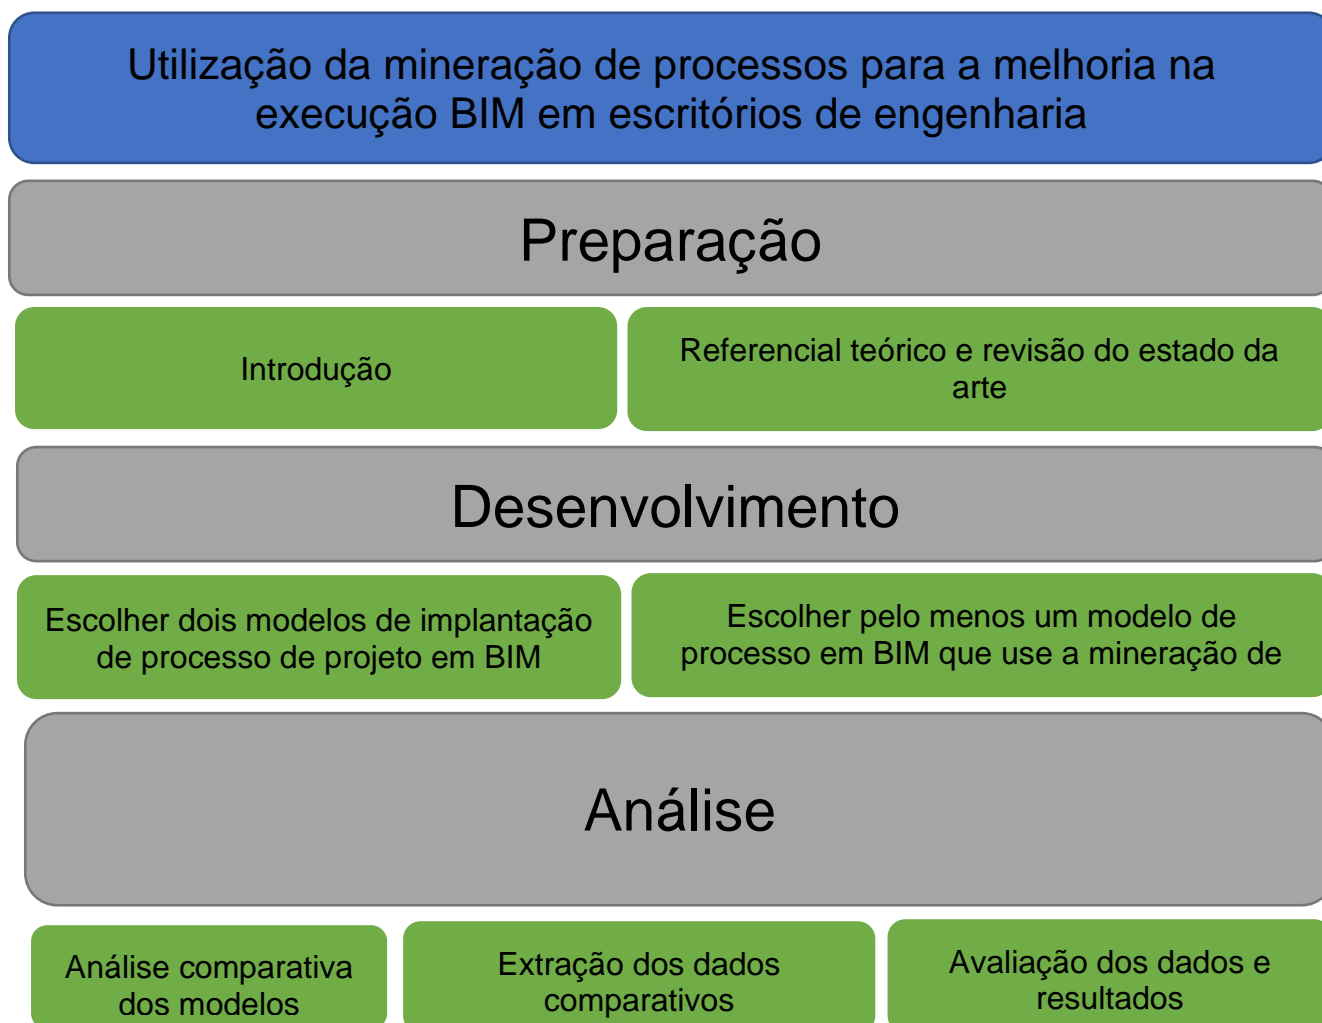 Utilização da mineração de processos para a melhoria na
execução BIM em escritórios de engenharia
Preparação
Introdução
Referencial teórico e revisão do estado da
arte
Desenvolvimento
Escolher dois modelos de implantação
de processo de projeto em BIM
Escolher pelo menos um modelo de
processo em BIM que use a mineração de
Análise
Análise comparativa
dos modelos
Extração dos dados
comparativos
Avaliação dos dados e
resultados